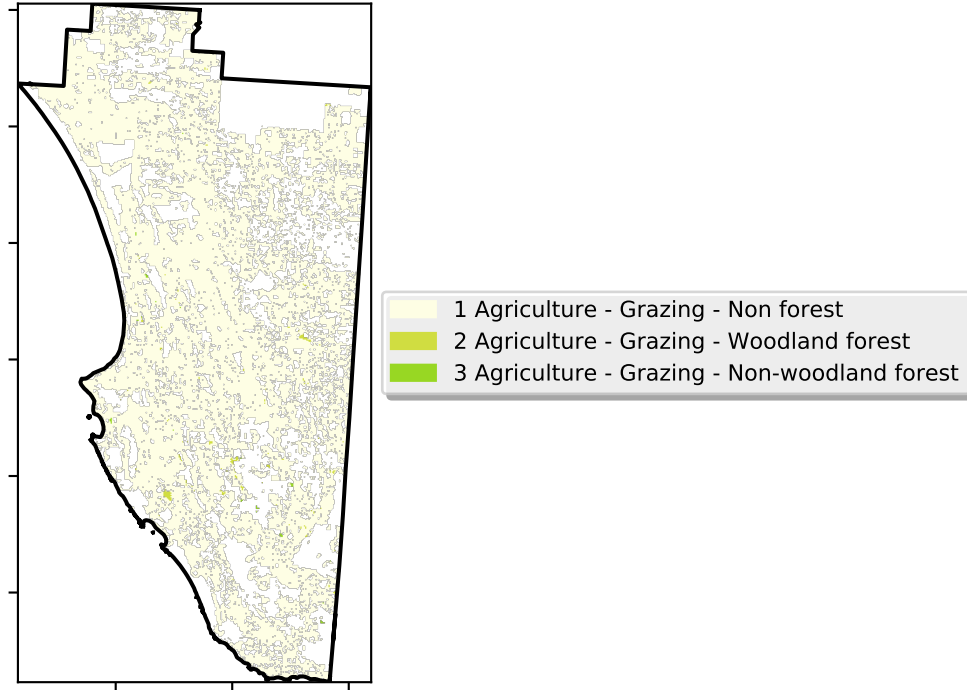 1 Agriculture - Grazing - Non forest
2 Agriculture - Grazing - Woodland forest
3 Agriculture - Grazing - Non-woodland forest